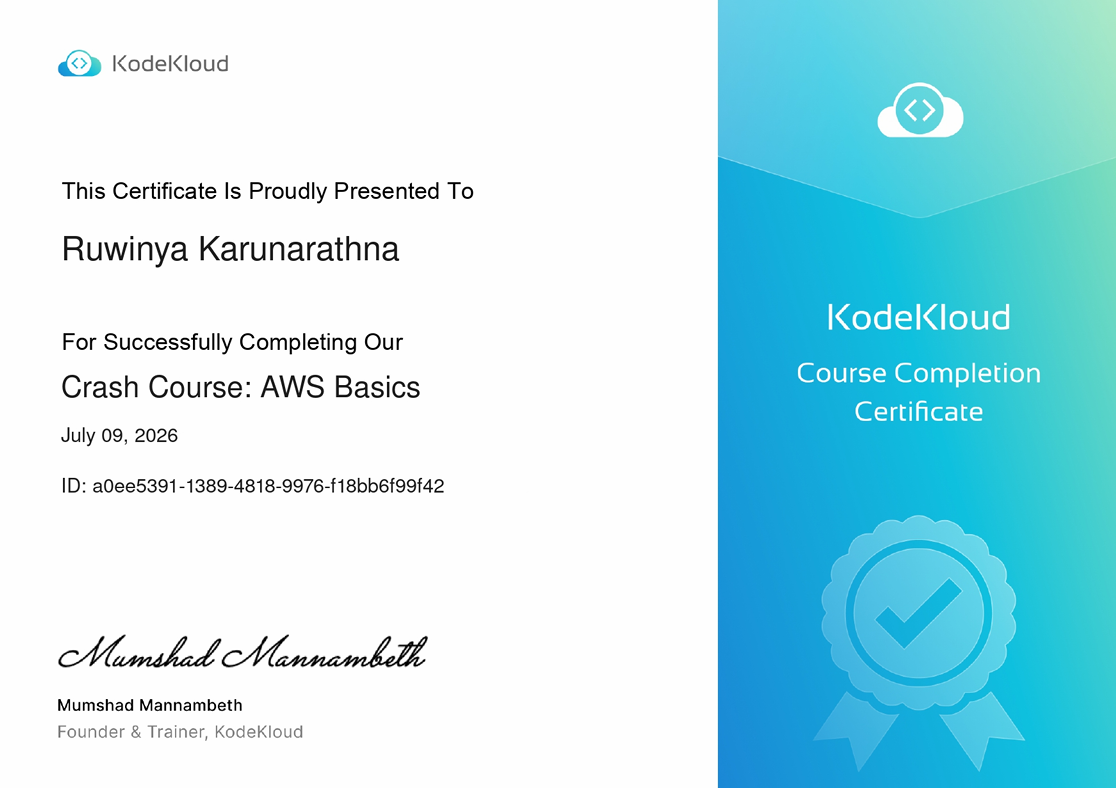 KodeKloud
This Certificate Is Proudly Presented To
Ruwinya Karunarathna
For Successfully Completing Our
Crash Course: AWS Basics
July 09, 2026
ID: a0ee5391-1389-4818-9976-f18bb6f99f42
Mumshad Mannambeth
Mumshad Mannambeth
Founder & Trainer, KodeKloud
KodeKloud
Course Completion
Certificate